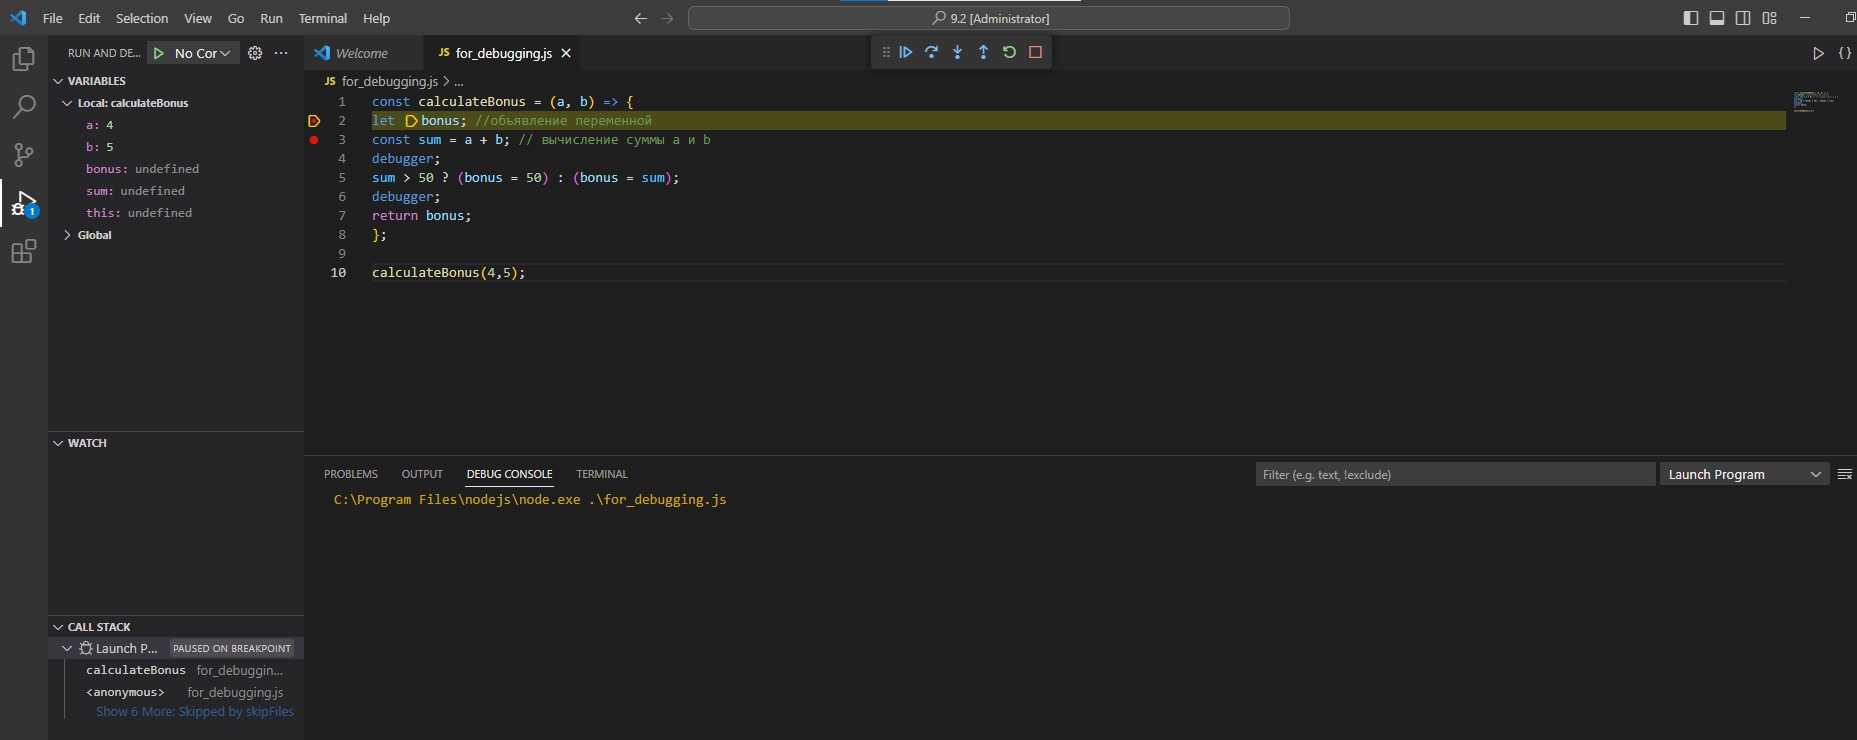 File Edit Selection View Go Run Terminal Help
9.2 [Administrator]
RUN AND DE... No Cor
Welcome
JS for_debugging.js
VARIABLES
Local: calculateBonus
a: 4
b: 5
bonus: undefined
sum: undefined
this: undefined
Global
WATCH
CALL STACK
Launch P... PAUSED ON BREAKPOINT
calculateBonus for_debuggin...
<anonymous> for_debugging.js
Show 6 More: Skipped by skipFiles
1
JS for_debugging.js > ...
1 const calculateBonus = (a, b) => {
2 let bonus; //объявление переменной
3 const sum = a + b; // вычисление суммы a и b
4 debugger;
5 sum > 50 ? (bonus = 50) : (bonus = sum);
6 debugger;
7 return bonus;
8 };
9
10 calculateBonus(4,5);
PROBLEMS OUTPUT DEBUG CONSOLE TERMINAL
Filter (e.g. text, !exclude)
Launch Program
C:\Program Files\nodejs\node.exe .\for_debugging.js